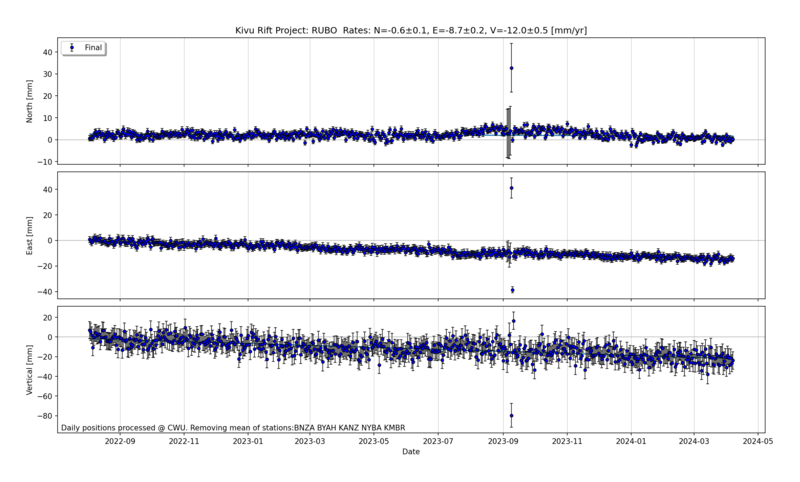 Kivu Rift Project: RUBO  Rates: N=-0.6±0.1, E=-8.7±0.2, V=-12.0±0.5 [mm/yr]
Final
North [mm]
40
30
20
10
0
−10
East [mm]
40
20
0
−20
−40
Vertical [mm]
20
0
−20
−40
−60
−80
Daily positions processed @ CWU. Removing mean of stations:BNZA BYAH KANZ NYBA KMBR
2022-09 2022-11 2023-01 2023-03 2023-05 2023-07 2023-09 2023-11 2024-01 2024-03 2024-05
Date